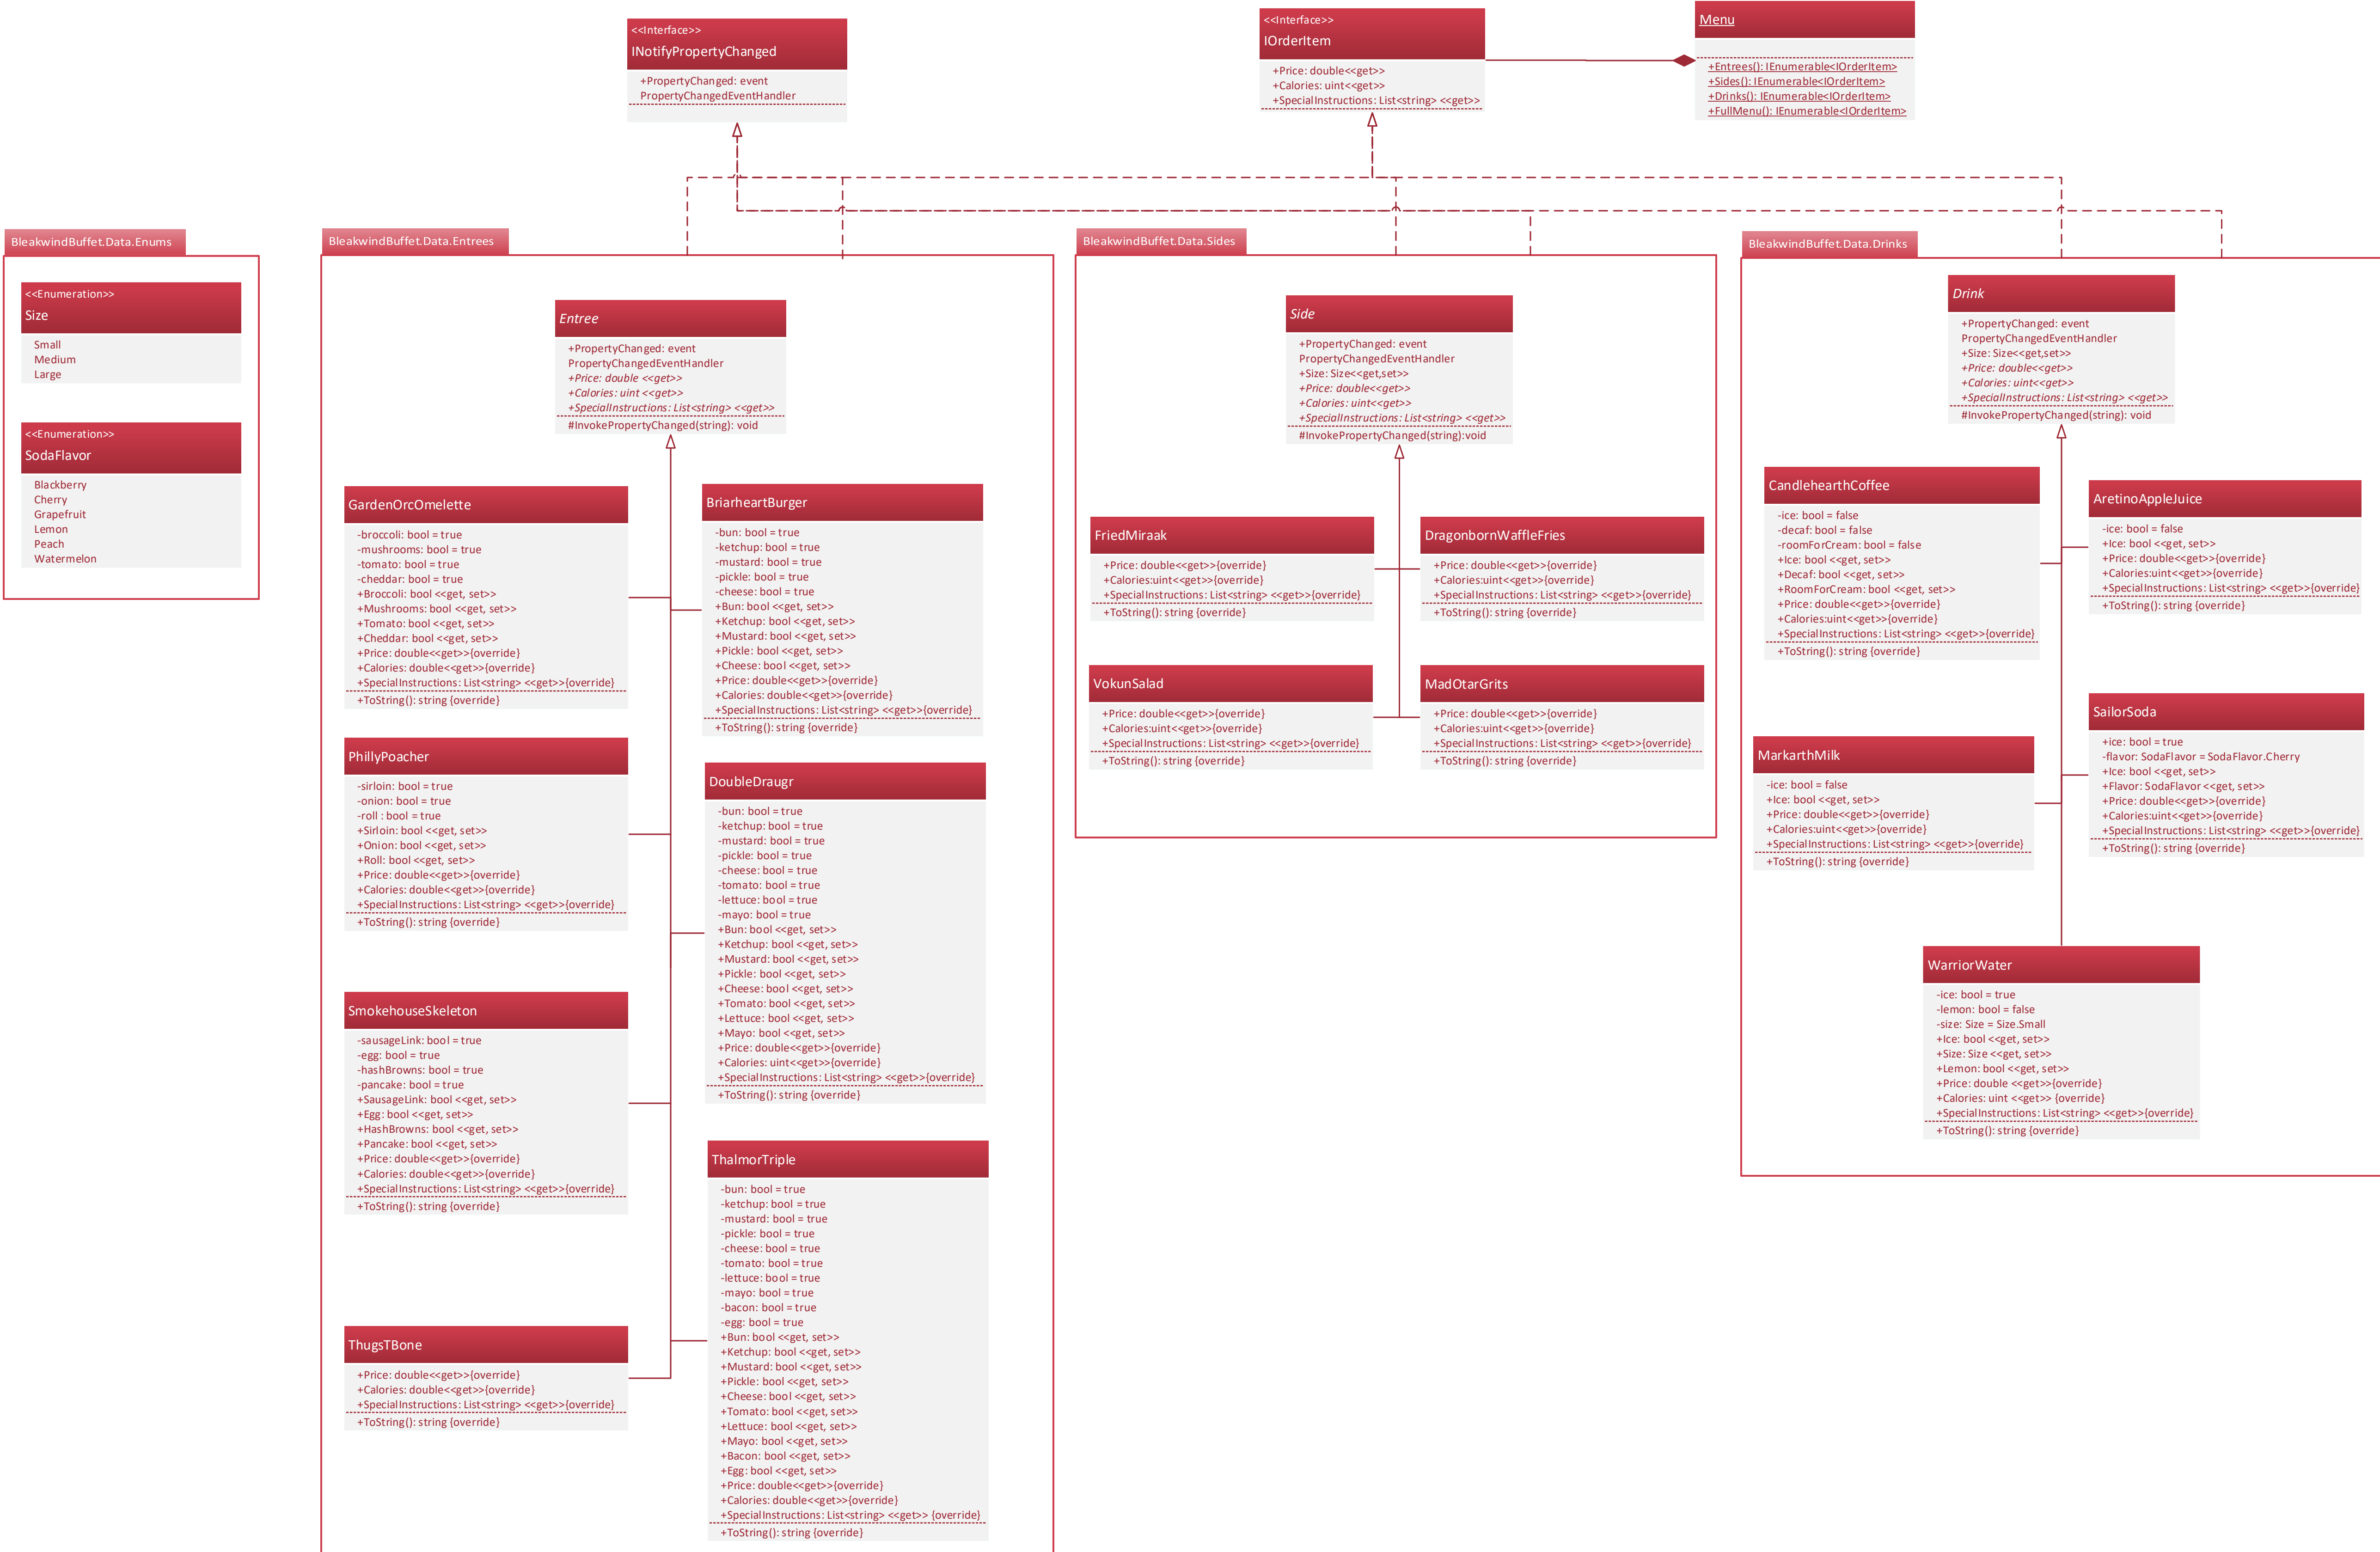 <<Interface>>
INotifyPropertyChanged
+PropertyChanged: event
PropertyChangedEventHandler
<<Interface>>
IOrderItem
+Price: double<<get>>
+Calories: uint<<get>>
+SpecialInstructions: List<string> <<get>>
Menu
+Entrees(): IEnumerable<IOrderItem>
+Sides(): IEnumerable<IOrderItem>
+Drinks(): IEnumerable<IOrderItem>
+FullMenu(): IEnumerable<IOrderItem>
BleakwindBuffet.Data.Enums
<<Enumeration>>
Size
Small
Medium
Large
<<Enumeration>>
SodaFlavor
Blackberry
Cherry
Grapefruit
Lemon
Peach
Watermelon
BleakwindBuffet.Data.Entrees
Entree
+PropertyChanged: event
PropertyChangedEventHandler
+Price: double <<get>>
+Calories: uint <<get>>
+SpecialInstructions: List<string> <<get>>
#InvokePropertyChanged(string): void
GardenOrcOmelette
-broccoli: bool = true
-mushrooms: bool = true
-tomato: bool = true
-cheddar: bool = true
+Broccoli: bool <<get, set>>
+Mushrooms: bool <<get, set>>
+Tomato: bool <<get, set>>
+Cheddar: bool <<get, set>>
+Price: double<<get>>{override}
+Calories: double<<get>>{override}
+SpecialInstructions: List<string> <<get>>{override}
+ToString(): string {override}
BriarheartBurger
-bun: bool = true
-ketchup: bool = true
-mustard: bool = true
-pickle: bool = true
-cheese: bool = true
+Bun: bool <<get, set>>
+Ketchup: bool <<get, set>>
+Mustard: bool <<get, set>>
+Pickle: bool <<get, set>>
+Cheese: bool <<get, set>>
+Price: double<<get>>{override}
+Calories: double<<get>>{override}
+SpecialInstructions: List<string> <<get>>{override}
+ToString(): string {override}
PhillyPoacher
-sirloin: bool = true
-onion: bool = true
-roll : bool = true
+Sirloin: bool <<get, set>>
+Onion: bool <<get, set>>
+Roll: bool <<get, set>>
+Price: double<<get>>{override}
+Calories: double<<get>>{override}
+SpecialInstructions: List<string> <<get>>{override}
+ToString(): string {override}
DoubleDraugr
-bun: bool = true
-ketchup: bool = true
-mustard: bool = true
-pickle: bool = true
-cheese: bool = true
-tomato: bool = true
-lettuce: bool = true
-mayo: bool = true
+Bun: bool <<get, set>>
+Ketchup: bool <<get, set>>
+Mustard: bool <<get, set>>
+Pickle: bool <<get, set>>
+Cheese: bool <<get, set>>
+Tomato: bool <<get, set>>
+Lettuce: bool <<get, set>>
+Mayo: bool <<get, set>>
+Price: double<<get>>{override}
+Calories: uint<<get>>{override}
+SpecialInstructions: List<string> <<get>>{override}
+ToString(): string {override}
SmokehouseSkeleton
-sausageLink: bool = true
-egg: bool = true
-hashBrowns: bool = true
-pancake: bool = true
+SausageLink: bool <<get, set>>
+Egg: bool <<get, set>>
+HashBrowns: bool <<get, set>>
+Pancake: bool <<get, set>>
+Price: double<<get>>{override}
+Calories: double<<get>>{override}
+SpecialInstructions: List<string> <<get>>{override}
+ToString(): string {override}
ThalmorTriple
-bun: bool = true
-ketchup: bool = true
-mustard: bool = true
-pickle: bool = true
-cheese: bool = true
-tomato: bool = true
-lettuce: bool = true
-mayo: bool = true
-bacon: bool = true
-egg: bool = true
+Bun: bool <<get, set>>
+Ketchup: bool <<get, set>>
+Mustard: bool <<get, set>>
+Pickle: bool <<get, set>>
+Cheese: bool <<get, set>>
+Tomato: bool <<get, set>>
+Lettuce: bool <<get, set>>
+Mayo: bool <<get, set>>
+Bacon: bool <<get, set>>
+Egg: bool <<get, set>>
+Price: double<<get>>{override}
+Calories: double<<get>>{override}
+SpecialInstructions: List<string> <<get>> {override}
+ToString(): string {override}
ThugsTBone
+Price: double<<get>>{override}
+Calories: double<<get>>{override}
+SpecialInstructions: List<string> <<get>>{override}
+ToString(): string {override}
BleakwindBuffet.Data.Sides
Side
+PropertyChanged: event
PropertyChangedEventHandler
+Size: Size<<get,set>>
+Price: double<<get>>
+Calories: uint<<get>>
+SpecialInstructions: List<string> <<get>>
#InvokePropertyChanged(string):void
FriedMiraak
+Price: double<<get>>{override}
+Calories:uint<<get>>{override}
+SpecialInstructions: List<string> <<get>>{override}
+ToString(): string {override}
DragonbornWaffleFries
+Price: double<<get>>{override}
+Calories:uint<<get>>{override}
+SpecialInstructions: List<string> <<get>>{override}
+ToString(): string {override}
VokunSalad
+Price: double<<get>>{override}
+Calories:uint<<get>>{override}
+SpecialInstructions: List<string> <<get>>{override}
+ToString(): string {override}
MadOtarGrits
+Price: double<<get>>{override}
+Calories:uint<<get>>{override}
+SpecialInstructions: List<string> <<get>>{override}
+ToString(): string {override}
BleakwindBuffet.Data.Drinks
Drink
+PropertyChanged: event
PropertyChangedEventHandler
+Size: Size<<get,set>>
+Price: double<<get>>
+Calories: uint<<get>>
+SpecialInstructions: List<string> <<get>>
#InvokePropertyChanged(string): void
CandlehearthCoffee
-ice: bool = false
-decaf: bool = false
-roomForCream: bool = false
+Ice: bool <<get, set>>
+Decaf: bool <<get, set>>
+RoomForCream: bool <<get, set>>
+Price: double<<get>>{override}
+Calories:uint<<get>>{override}
+SpecialInstructions: List<string> <<get>>{override}
+ToString(): string {override}
AretinoAppleJuice
-ice: bool = false
+Ice: bool <<get, set>>
+Price: double<<get>>{override}
+Calories:uint<<get>>{override}
+SpecialInstructions: List<string> <<get>>{override}
+ToString(): string {override}
MarkarthMilk
-ice: bool = false
+Ice: bool <<get, set>>
+Price: double<<get>>{override}
+Calories:uint<<get>>{override}
+SpecialInstructions: List<string> <<get>>{override}
+ToString(): string {override}
SailorSoda
+ice: bool = true
-flavor: SodaFlavor = SodaFlavor.Cherry
+Ice: bool <<get, set>>
+Flavor: SodaFlavor <<get, set>>
+Price: double<<get>>{override}
+Calories:uint<<get>>{override}
+SpecialInstructions: List<string> <<get>>{override}
+ToString(): string {override}
WarriorWater
-ice: bool = true
-lemon: bool = false
-size: Size = Size.Small
+Ice: bool <<get, set>>
+Size: Size <<get, set>>
+Lemon: bool <<get, set>>
+Price: double <<get>>{override}
+Calories: uint <<get>> {override}
+SpecialInstructions: List<string> <<get>>{override}
+ToString(): string {override}